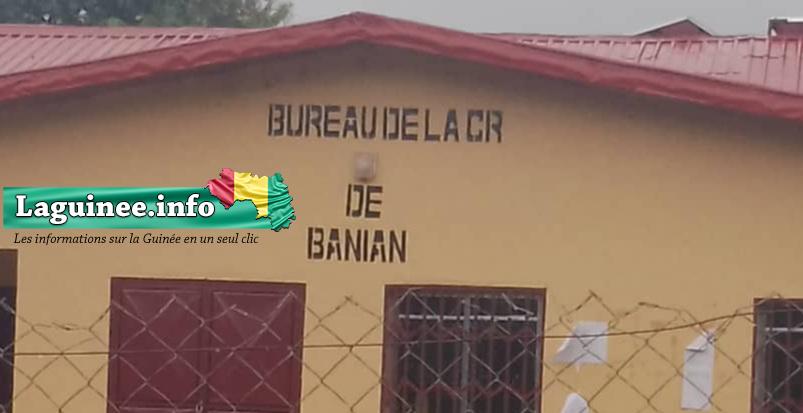 BUREAU DE LA CR
DE
BANIAN
Laguinee.info
Les informations sur la Guinée en un seul clic